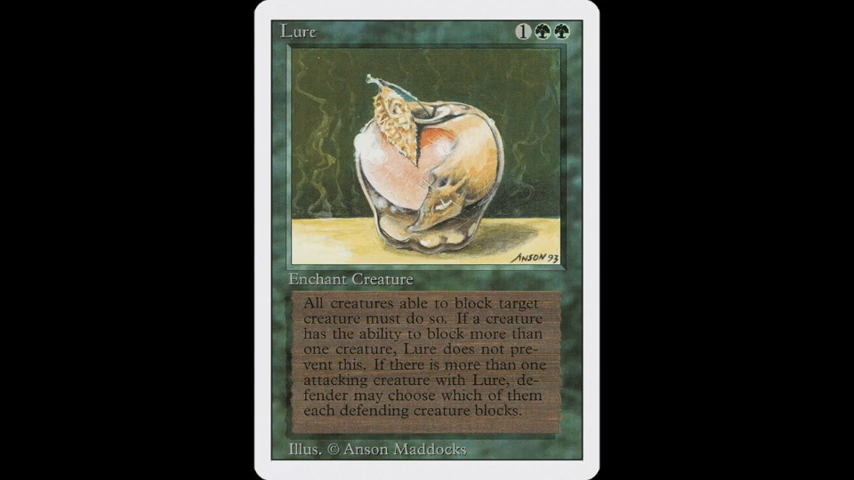 Lure 1
ANSON 93
Enchant Creature
All creatures able to block target
creature must do so. If a creature
has the ability to block more than
one creature, Lure does not pre-
vent this. If there is more than one
attacking creature with Lure, de-
fender may choose which of them
each defending creature blocks.
Illus. © Anson Maddocks